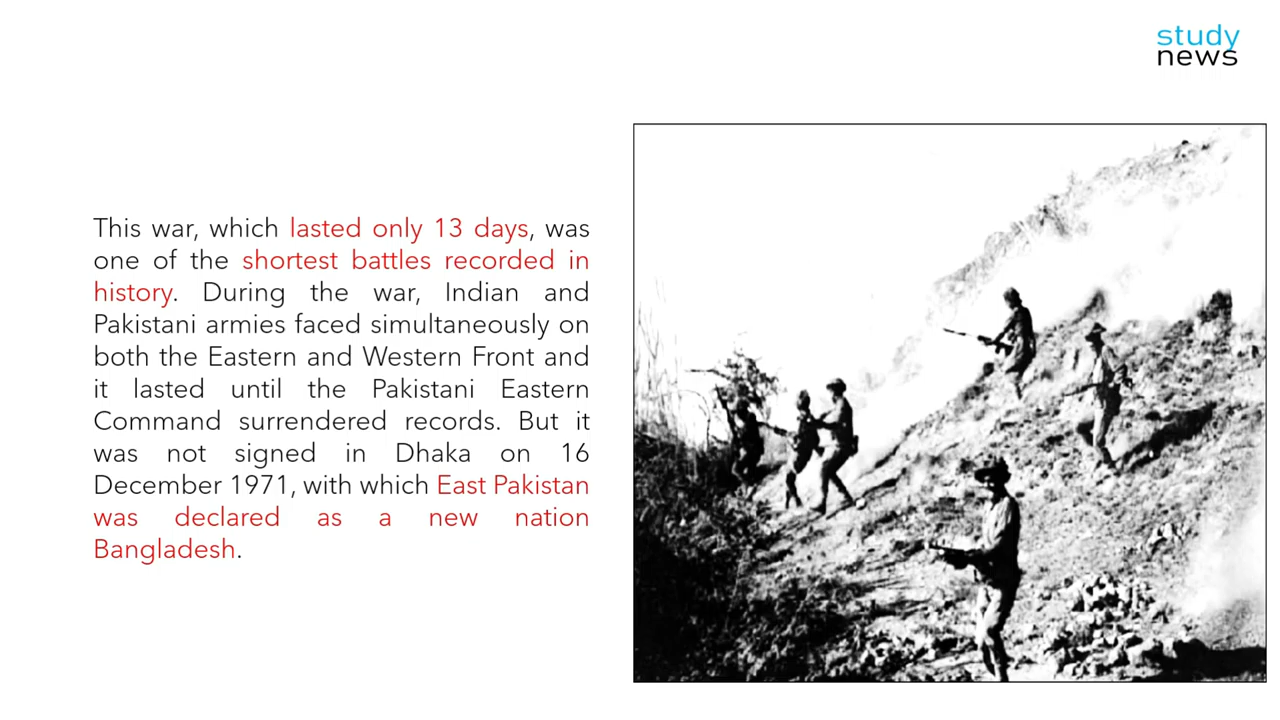 study
news
This war, which lasted only 13 days, was
one of the shortest battles recorded in
history. During the war, Indian and
Pakistani armies faced simultaneously on
both the Eastern and Western Front and
it lasted until the Pakistani Eastern
Command surrendered records. But it
was not signed in Dhaka on 16
December 1971, with which East Pakistan
was declared as a new nation
Bangladesh.